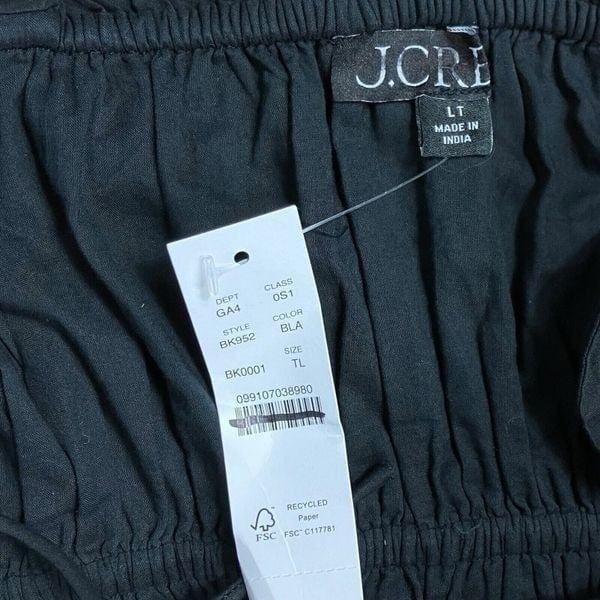 J.CRE
LT
MADE IN
INDIA
DEPT CLASS
GA4 0S1
STYLE COLOR
BK952 BLA
SIZE
BK0001 TL
099107038980
RECYCLED
Paper
FSC™ C117781
FSC